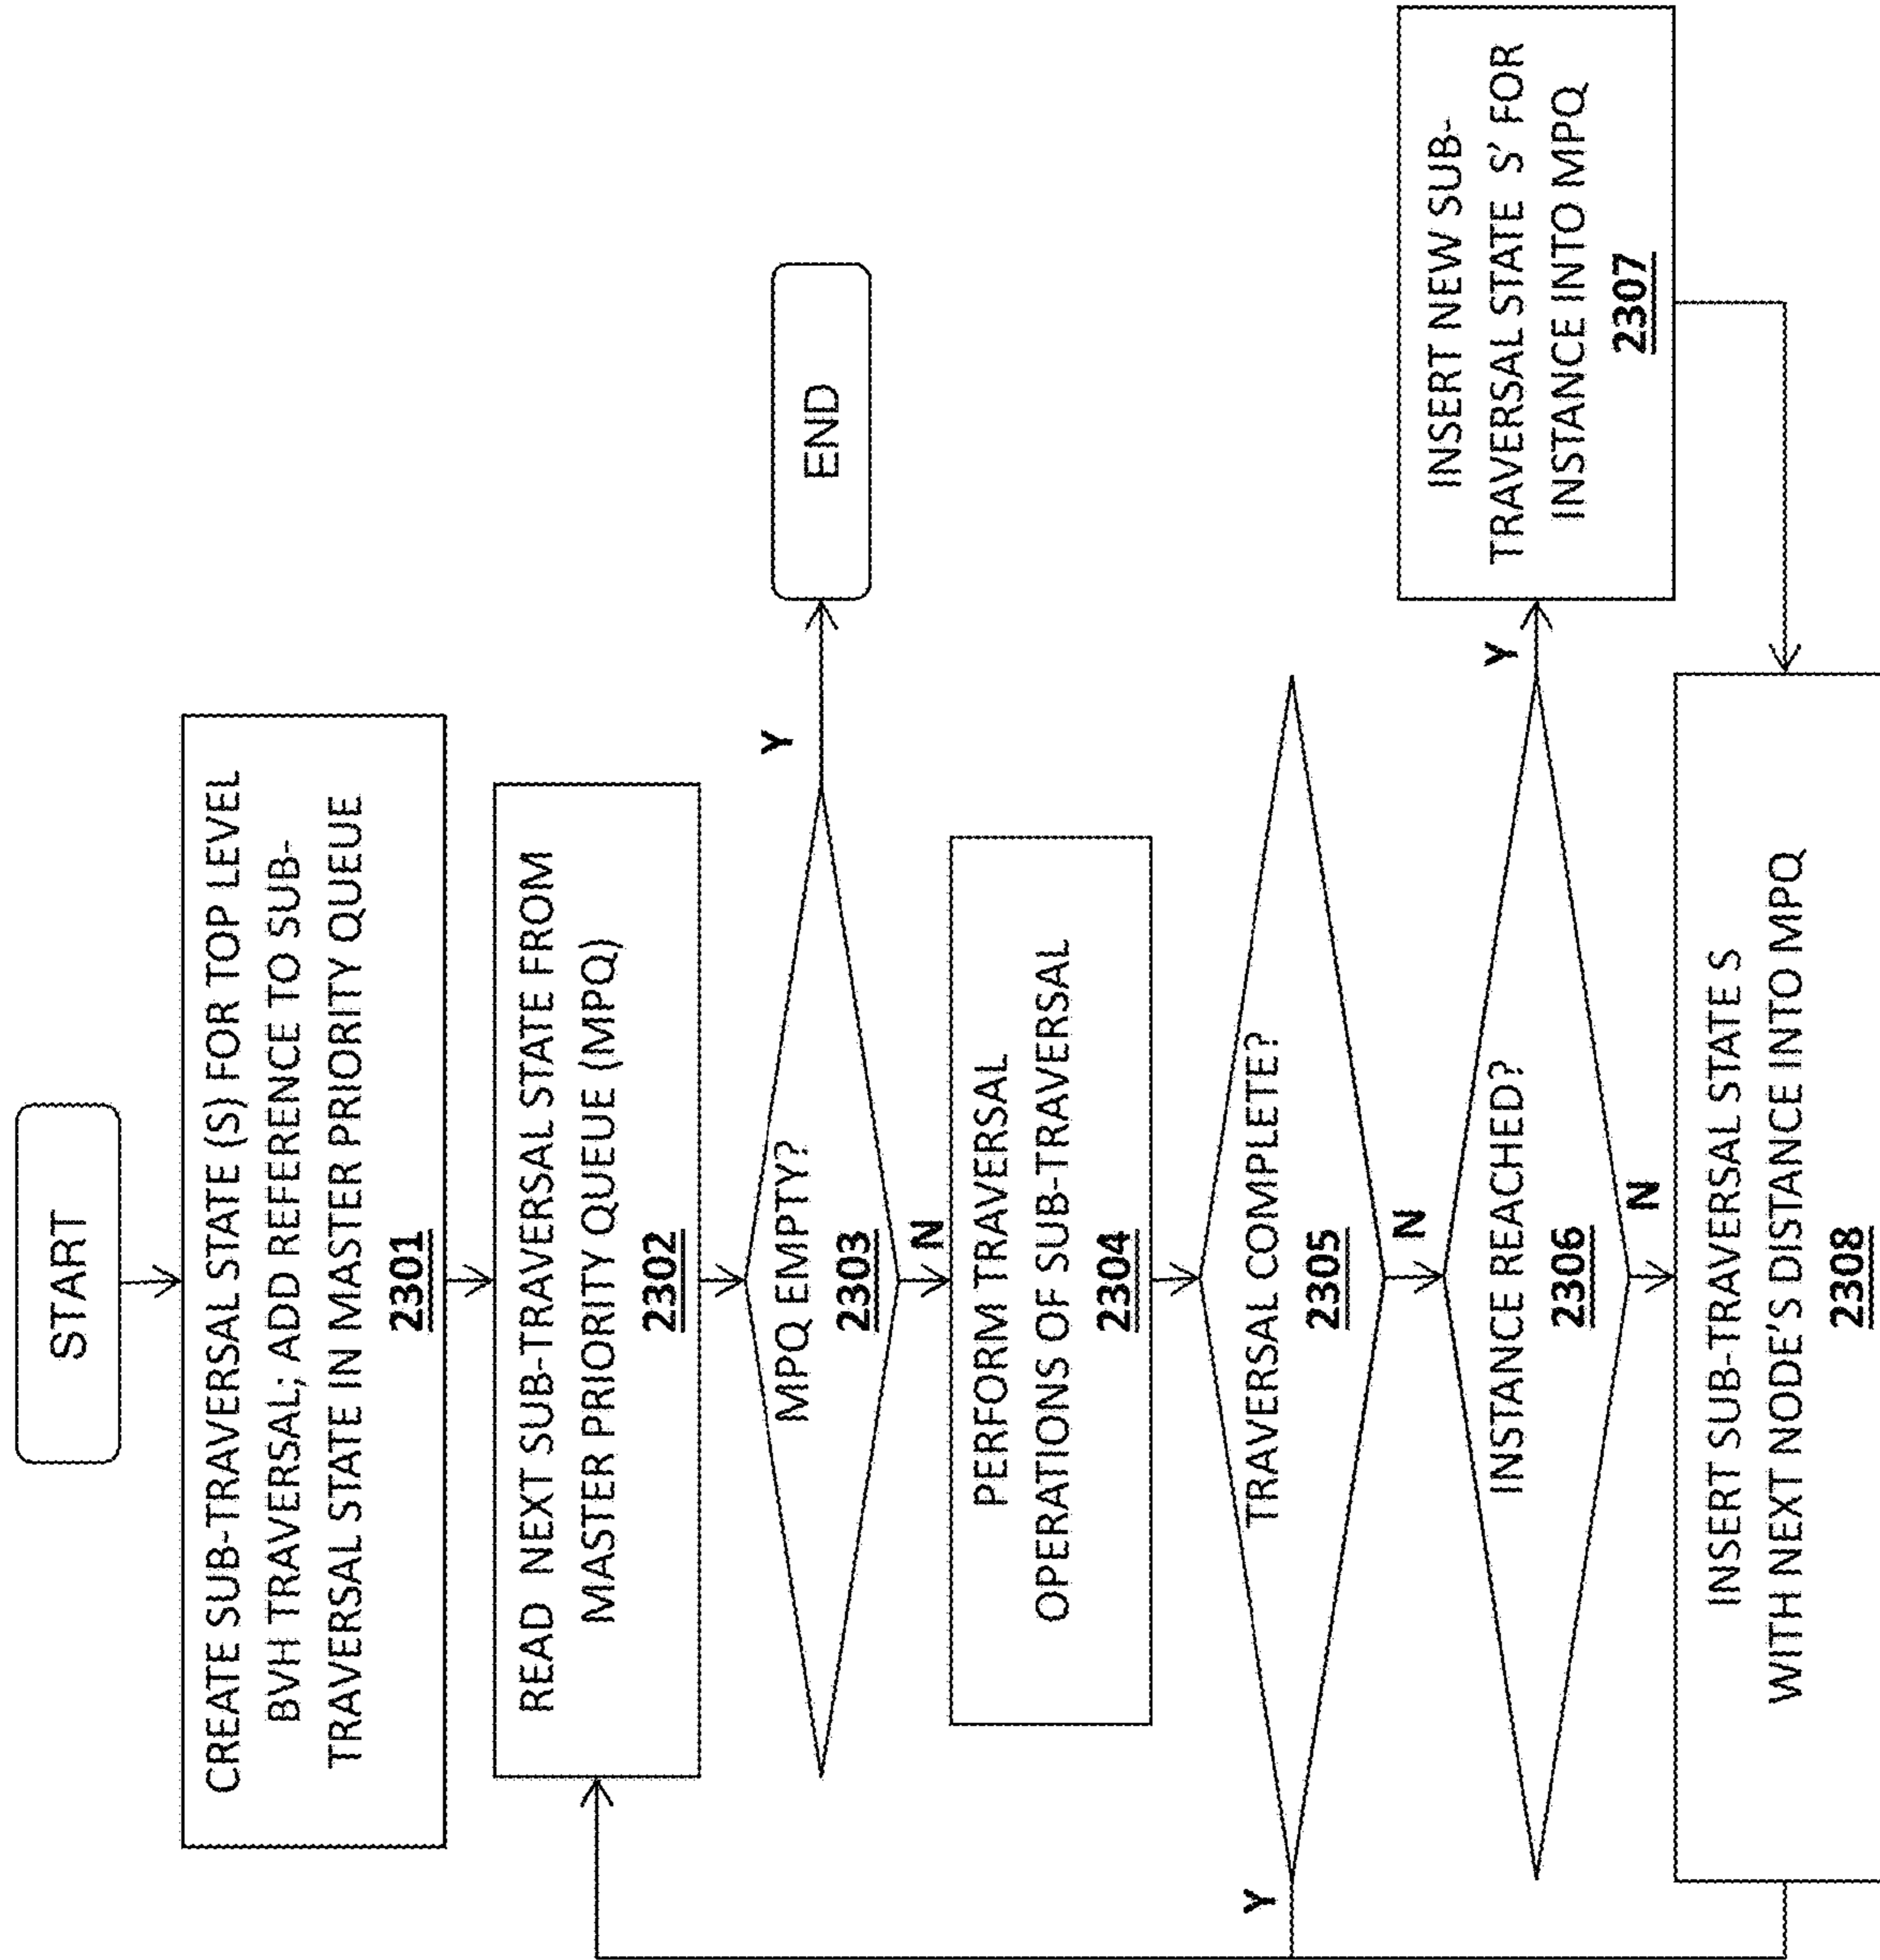 START
CREATE SUB-TRAVERSAL STATE (S) FOR TOP LEVEL
BVH TRAVERSAL; ADD REFERENCE TO SUB-
TRAVERSAL STATE IN MASTER PRIORITY QUEUE
2301
READ NEXT SUB-TRAVERSAL STATE FROM
MASTER PRIORITY QUEUE (MPQ)
2302
MPQ EMPTY?
2303
Y
END
N
PERFORM TRAVERSAL
OPERATIONS OF SUB-TRAVERSAL
2304
TRAVERSAL COMPLETE?
2305
Y
N
INSTANCE REACHED?
2306
Y
INSERT NEW SUB-
TRAVERSAL STATE S' FOR
INSTANCE INTO MPQ
2307
N
INSERT SUB-TRAVERSAL STATE S
WITH NEXT NODE'S DISTANCE INTO MPQ
2308